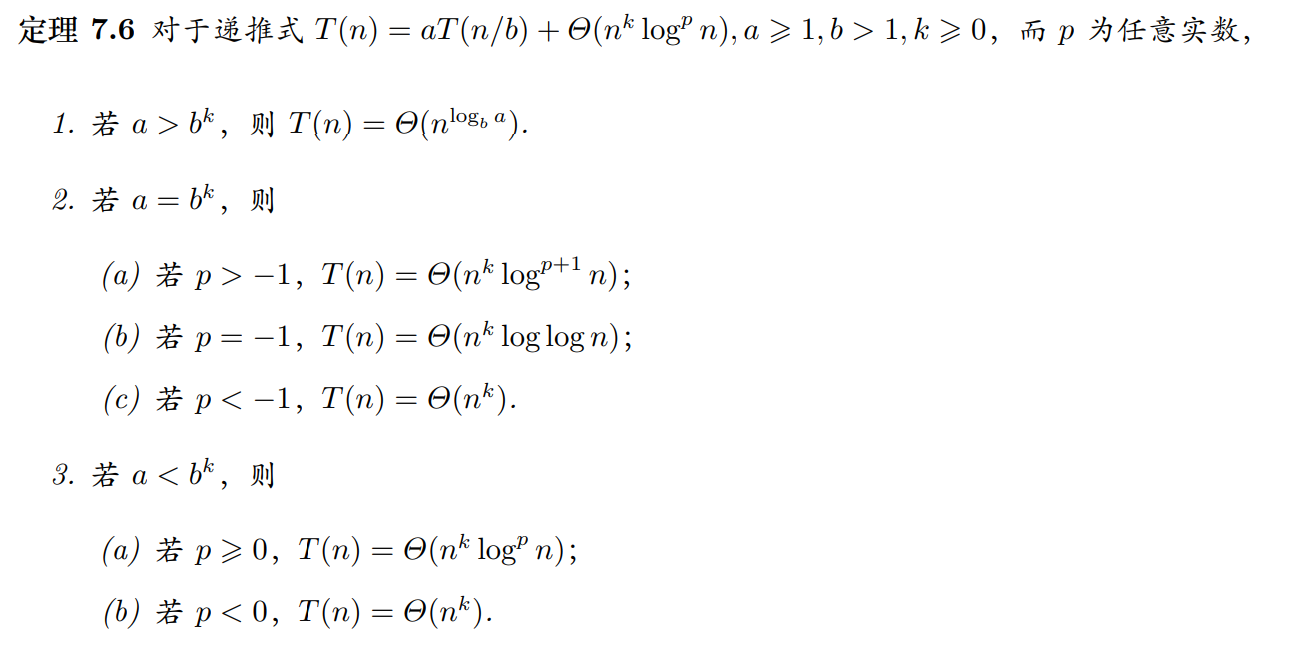 定理 7.6 对于递推式 T(n) = aT(n/b) + Θ(n^k log^p n), a ⩾ 1, b > 1, k ⩾ 0，而 p 为任意实数，
1. 若 a > b^k，则 T(n) = Θ(n^{log_b a}).
2. 若 a = b^k，则
(a) 若 p > −1，T(n) = Θ(n^k log^{p+1} n)；
(b) 若 p = −1，T(n) = Θ(n^k log log n)；
(c) 若 p < −1，T(n) = Θ(n^k).
3. 若 a < b^k，则
(a) 若 p ⩾ 0，T(n) = Θ(n^k log^p n)；
(b) 若 p < 0，T(n) = Θ(n^k).